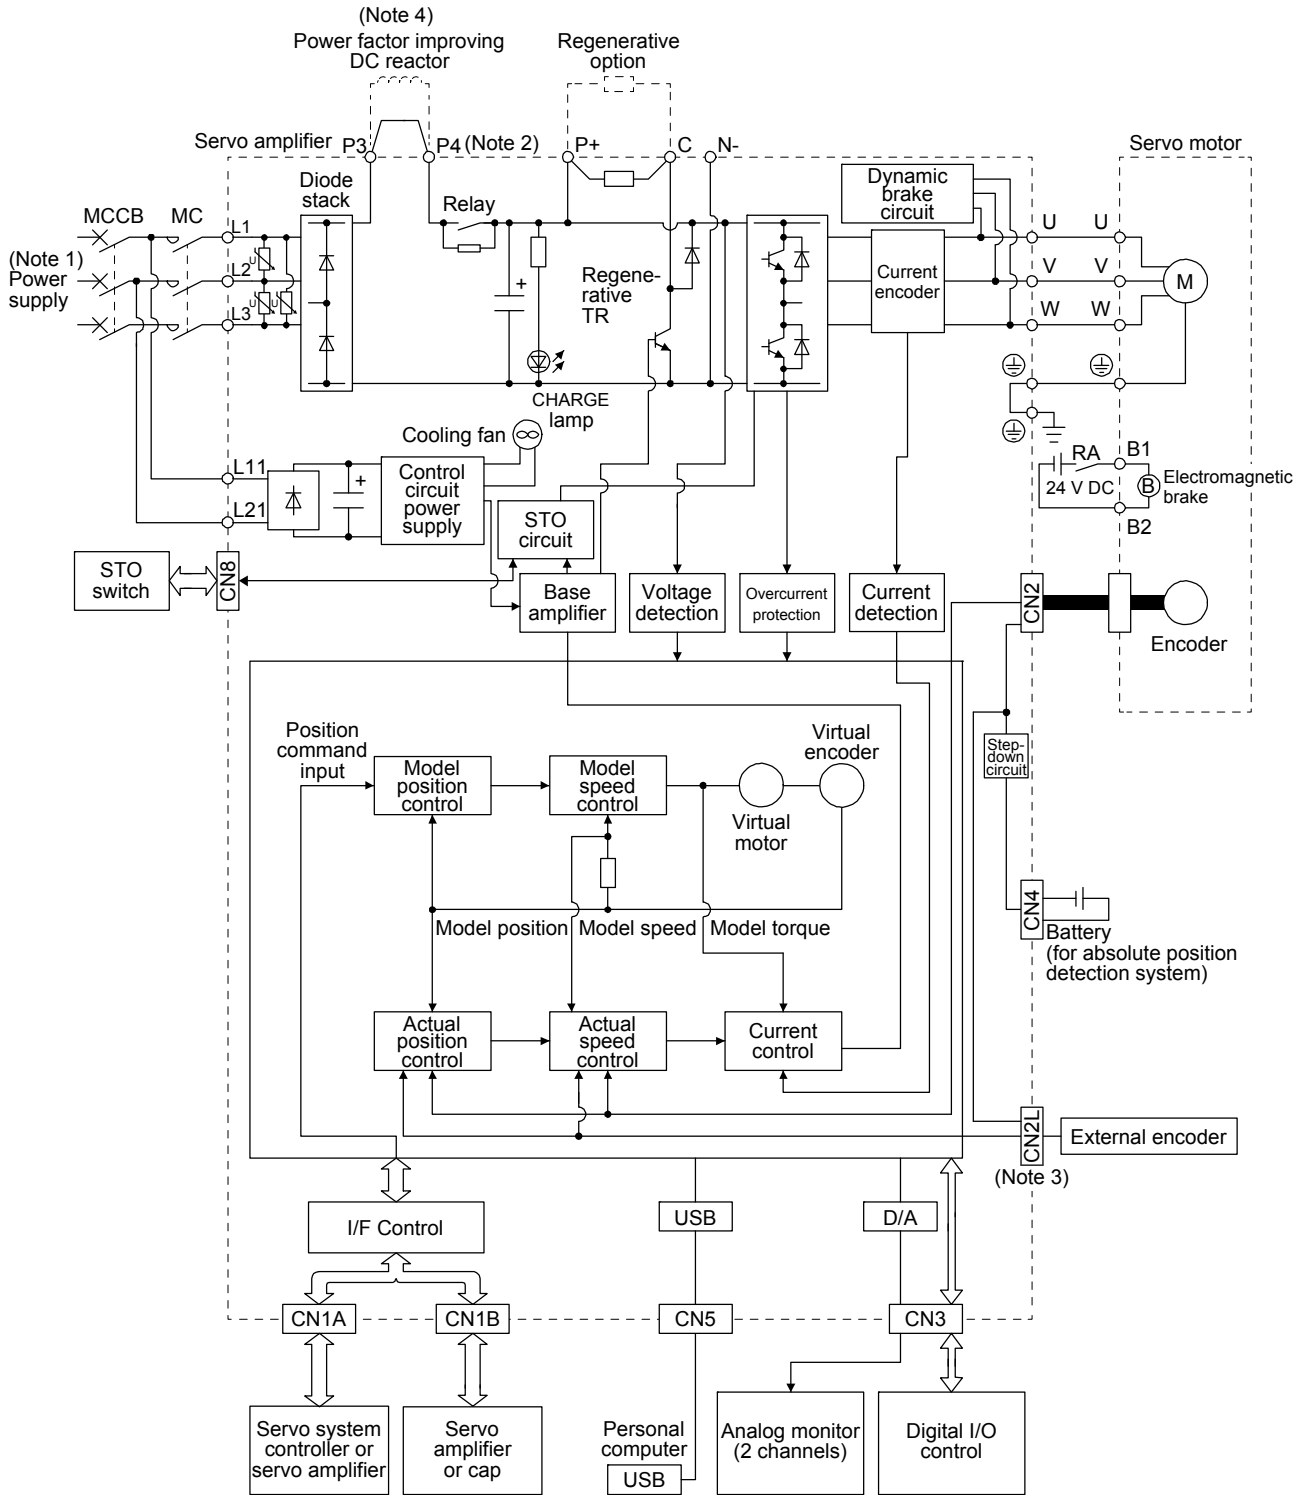 (Note 4)
Power factor improving
DC reactor
Regenerative
option
Servo amplifier
P3
P4 (Note 2)
P+
C
N-
Servo motor
Diode
stack
Dynamic
brake
circuit
MCCB
MC
Relay
L1
U
U
(Note 1)
Power
supply
U
L2
Regene-
rative
TR
Current
encoder
V
V
M
U
U
L3
W
W
CHARGE
lamp
Cooling fan
RA
B1
L11
Control
circuit
power
supply
24 V DC
B
Electromagnetic
brake
L21
STO
circuit
B2
STO
switch
CN8
Base
amplifier
Voltage
detection
Overcurrent
protection
Current
detection
CN2
Encoder
Position
command
input
Virtual
encoder
Step-
down
circuit
Model
position
control
Model
speed
control
Virtual
motor
CN4
Model position
Model speed
Model torque
Battery
(for absolute position
detection system)
Actual
position
control
Actual
speed
control
Current
control
CN2L
External encoder
(Note 3)
I/F Control
USB
D/A
CN1A
CN1B
CN5
CN3
Servo system
controller or
servo amplifier
Servo
amplifier
or cap
Personal
computer
USB
Analog monitor
(2 channels)
Digital I/O
control